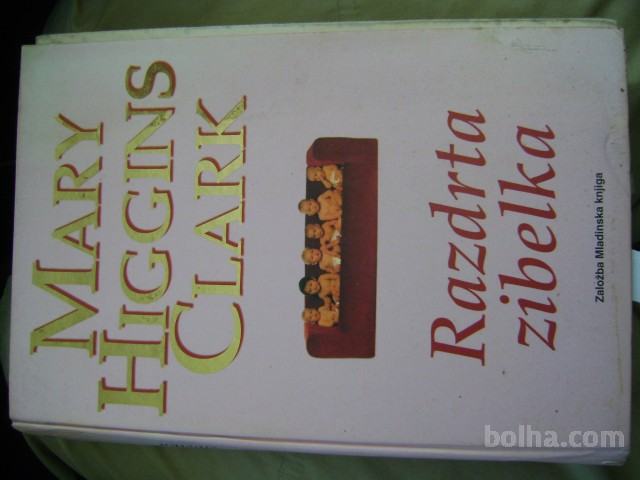 MARY
HIGGINS
CLARK
Razdrta
zibelka
Založba Mladinska knjiga
bolha.com